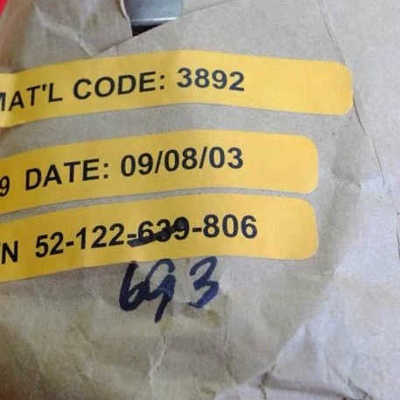 MAT'L CODE: 3892
9 DATE: 09/08/03
N 52-122-639-806
693